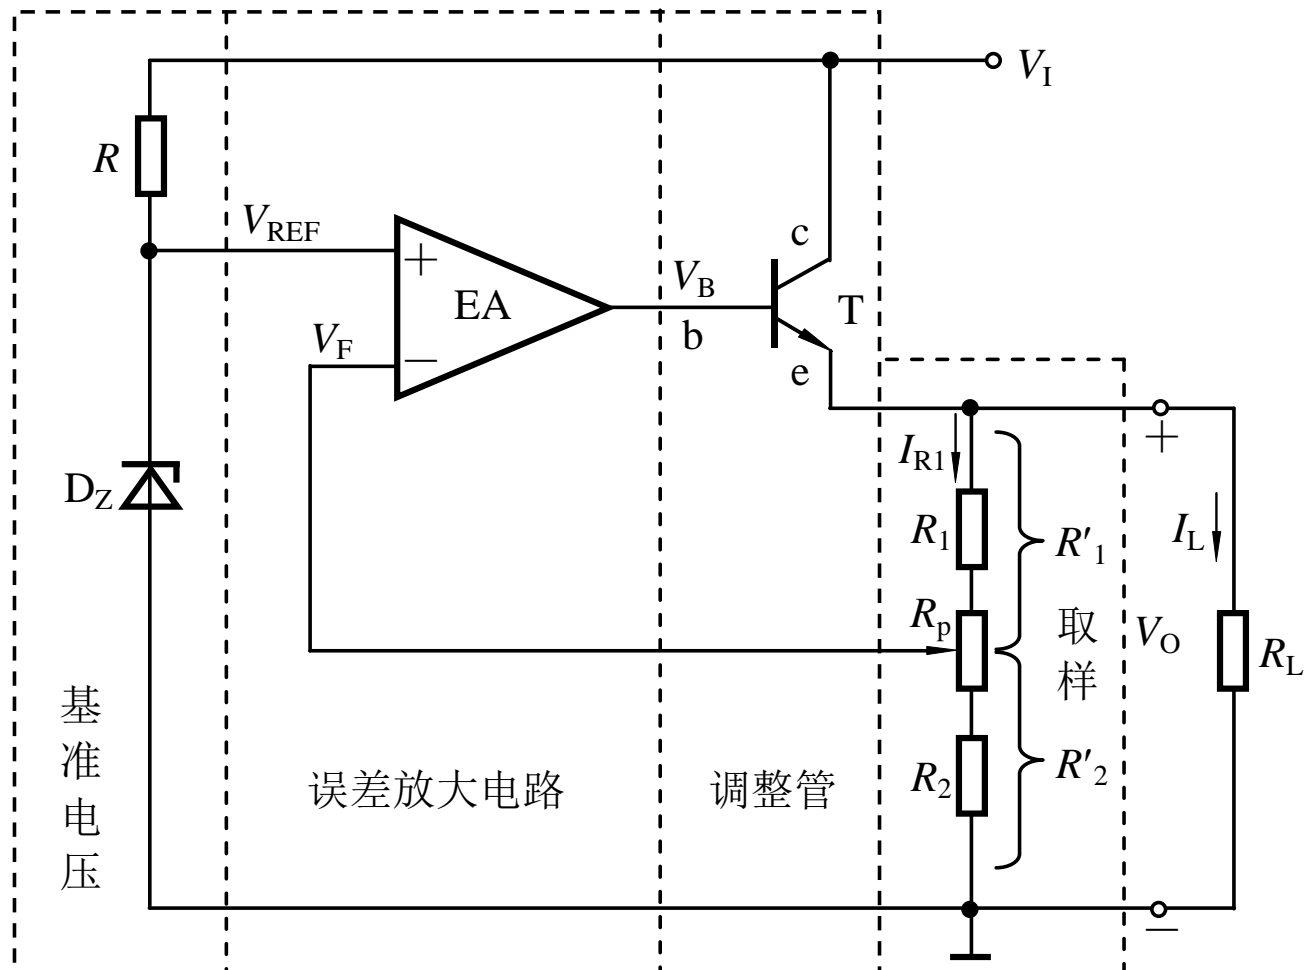 V_I
R
V_REF
c
+
EA
V_B
T
V_F
b
−
e
+
I_R1
D_Z
R_1
R'_1
I_L
R_p
取样
V_O
R_L
基准电压
R_2
R'_2
误差放大电路
调整管
−